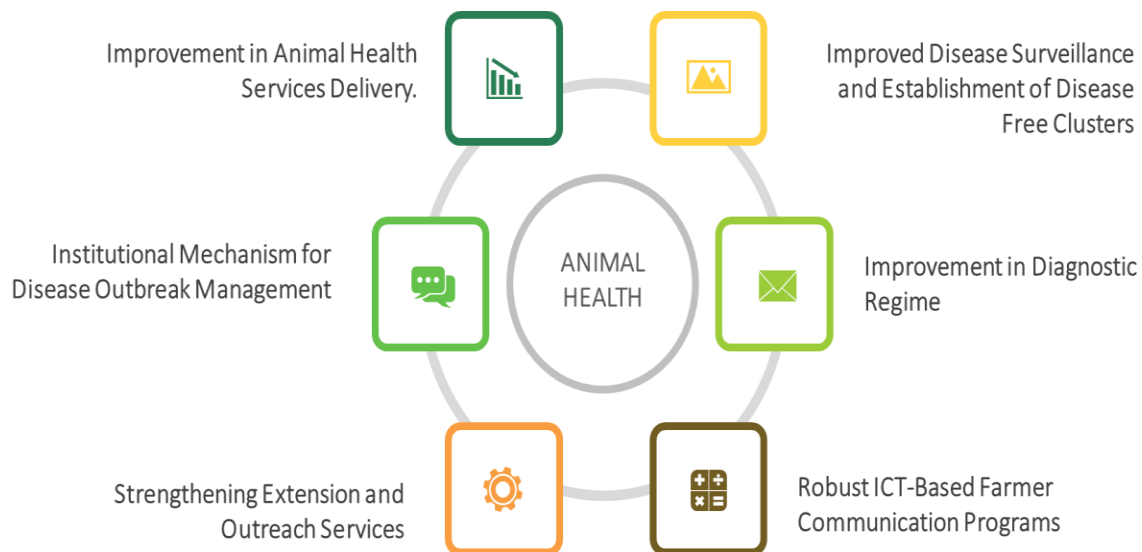 Improvement in Animal Health
Services Delivery.
Improved Disease Surveillance
and Establishment of Disease
Free Clusters
Institutional Mechanism for
Disease Outbreak Management
ANIMAL
HEALTH
Improvement in Diagnostic
Regime
Strengthening Extension and
Outreach Services
Robust ICT-Based Farmer
Communication Programs